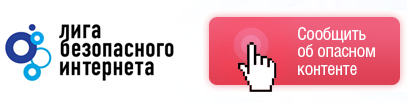 лига
безопасного
интернета
Сообщить
об опасном
контенте